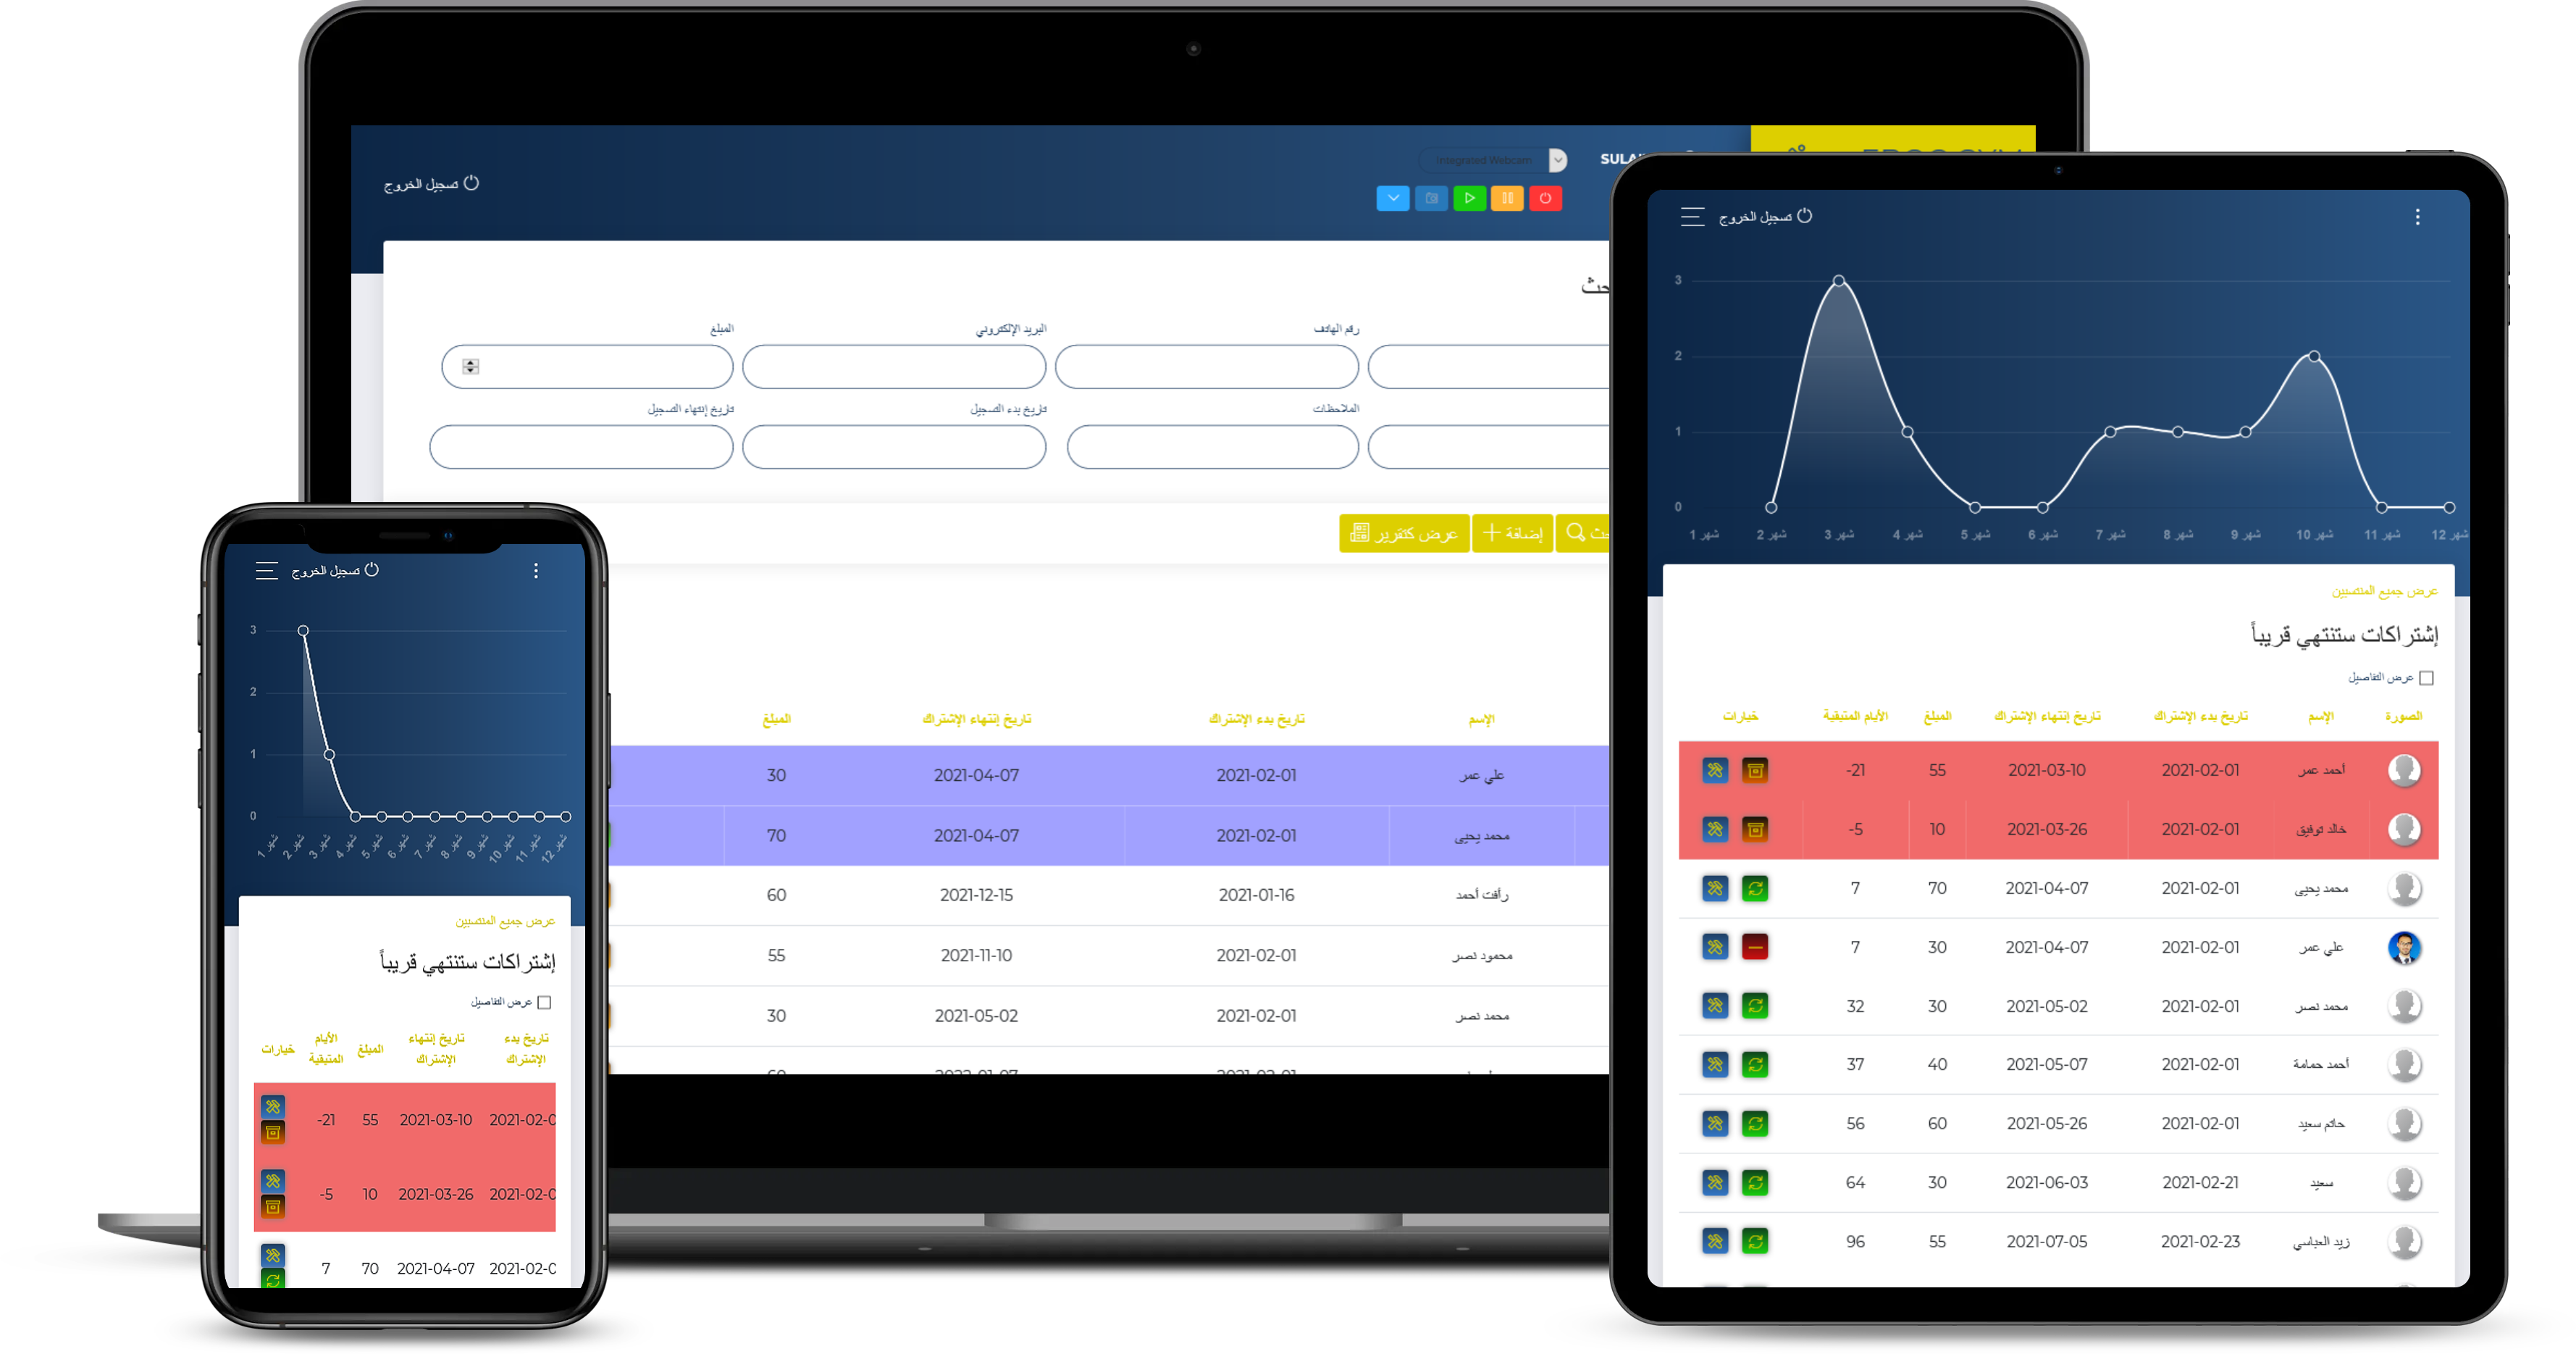 تسجيل الخروج
Integrated Webcam
رقم الهاتف
البريد الإلكتروني
المبلغ
الملاحظات
تاريخ بدء التسجيل
تاريخ إنتهاء التسجيل
إضافة
عرض كتقرير
الإسم
تاريخ بدء الإشتراك
تاريخ إنتهاء الإشتراك
المبلغ
علي عمر 2021-02-01 2021-04-07 30
محمد يحيى 2021-02-01 2021-04-07 70
رأفت أحمد 2021-01-16 2021-12-15 60
محمود نصر 2021-02-01 2021-11-10 55
محمد نصر 2021-02-01 2021-05-02 30
تسجيل الخروج
3
2
1
0
شهر 1 شهر 2 شهر 3 شهر 4 شهر 5 شهر 6 شهر 7 شهر 8 شهر 9 شهر 10 شهر 11 شهر 12
عرض جميع المنتسبين
إشتراكات ستنتهي قريباً
عرض التفاصيل
الصورة الإسم تاريخ بدء الإشتراك تاريخ إنتهاء الإشتراك المبلغ الأيام المتبقية خيارات
أحمد عمر 2021-02-01 2021-03-10 55 -21
خالد توفيق 2021-02-01 2021-03-26 10 -5
محمد يحيى 2021-02-01 2021-04-07 70 7
علي عمر 2021-02-01 2021-04-07 30 7
محمد نصر 2021-02-01 2021-05-02 30 32
أحمد حمامة 2021-02-01 2021-05-07 40 37
حاتم سعيد 2021-02-01 2021-05-26 60 56
سعيد 2021-02-21 2021-06-03 30 64
زيد العباسي 2021-02-23 2021-07-05 55 96
تسجيل الخروج
3
2
1
0
شهر 1 شهر 2 شهر 3 شهر 4 شهر 5 شهر 6 شهر 7 شهر 8 شهر 9 شهر 10 شهر 11 شهر 12
عرض جميع المنتسبين
إشتراكات ستنتهي قريباً
عرض التفاصيل
تاريخ بدء الإشتراك
تاريخ إنتهاء الإشتراك
المبلغ
الأيام المتبقية
خيارات
2021-02-0 2021-03-10 55 -21
2021-02-0 2021-03-26 10 -5
2021-02-0 2021-04-07 70 7